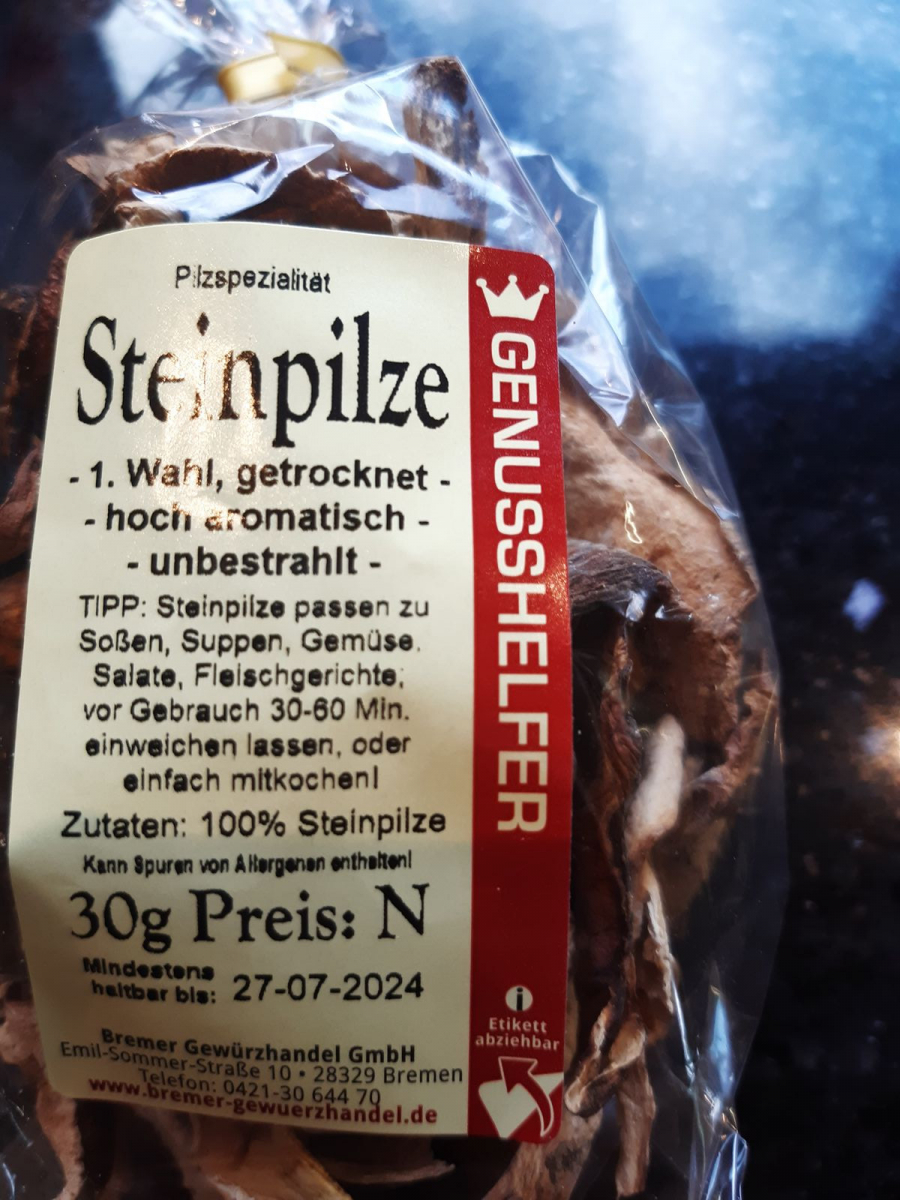 Pilzspezialität
Steinpilze
- 1. Wahl, getrocknet -
- hoch aromatisch -
- unbestrahlt -
TIPP: Steinpilze passen zu
Soßen, Suppen, Gemüse.
Salate, Fleischgerichte;
vor Gebrauch 30-60 Min.
einweichen lassen, oder
einfach mitkochen!
Zutaten: 100% Steinpilze
Kann Spuren von Allergenen enthalten!
30g Preis: N
Mindestens
haltbar bis: 27-07-2024
Bremer Gewürzhandel GmbH
Emil-Sommer-Straße 10 • 28329 Bremen
Telefon: 0421-30 644 70
www.bremer-gewuerzhandel.de
GENUSSHELFER
i
Etikett
abziehbar